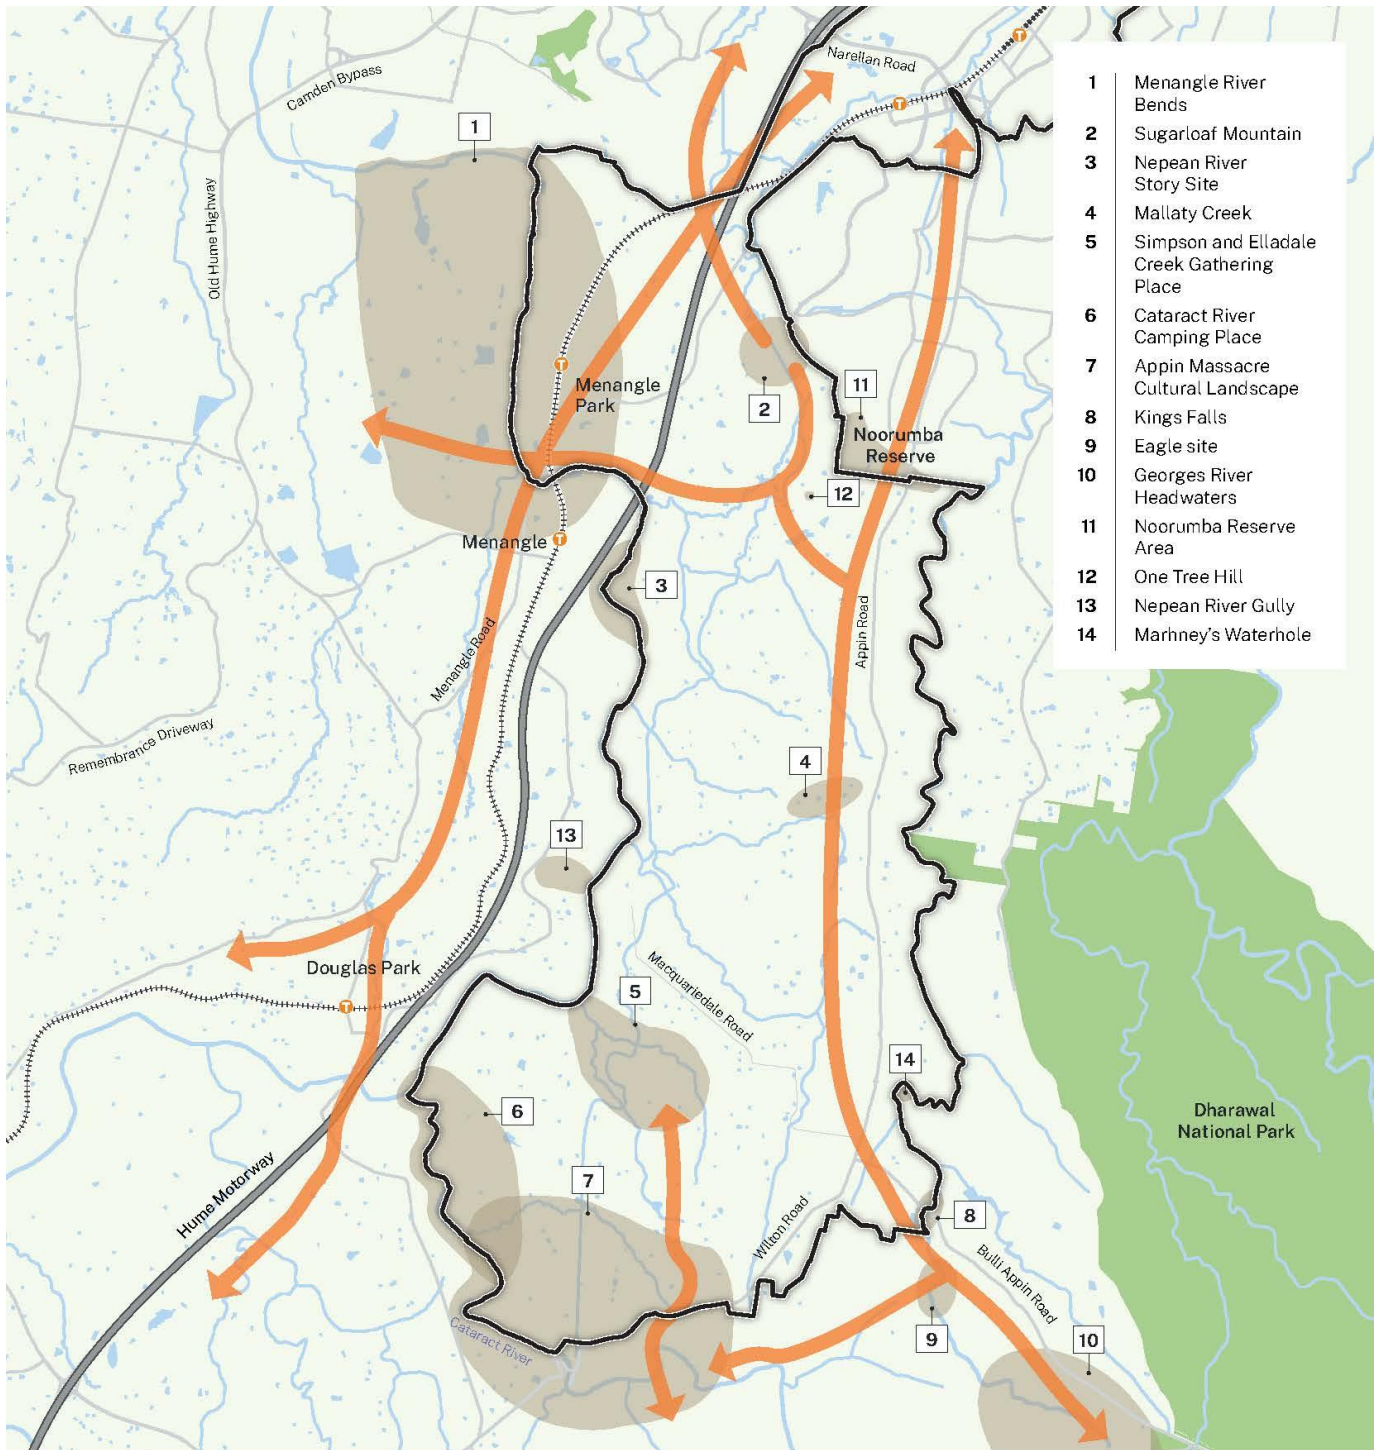 Narellan Road
Camden Bypass
1
Old Hume Highway
Menangle
Park
2
11
Noorumba
Reserve
12
Menangle
3
Menangle Road
Appin Road
Remembrance Driveway
4
13
Douglas Park
Macquariedale Road
5
14
6
Dharawal
National Park
Hume Motorway
7
Wilton Road
8
Bulli Appin Road
Cataract River
9
10
T
T
T
T
T
1 Menangle River
Bends
2 Sugarloaf Mountain
3 Nepean River
Story Site
4 Mallaty Creek
5 Simpson and Elladale
Creek Gathering
Place
6 Cataract River
Camping Place
7 Appin Massacre
Cultural Landscape
8 Kings Falls
9 Eagle site
10 Georges River
Headwaters
11 Noorumba Reserve
Area
12 One Tree Hill
13 Nepean River Gully
14 Marhney's Waterhole